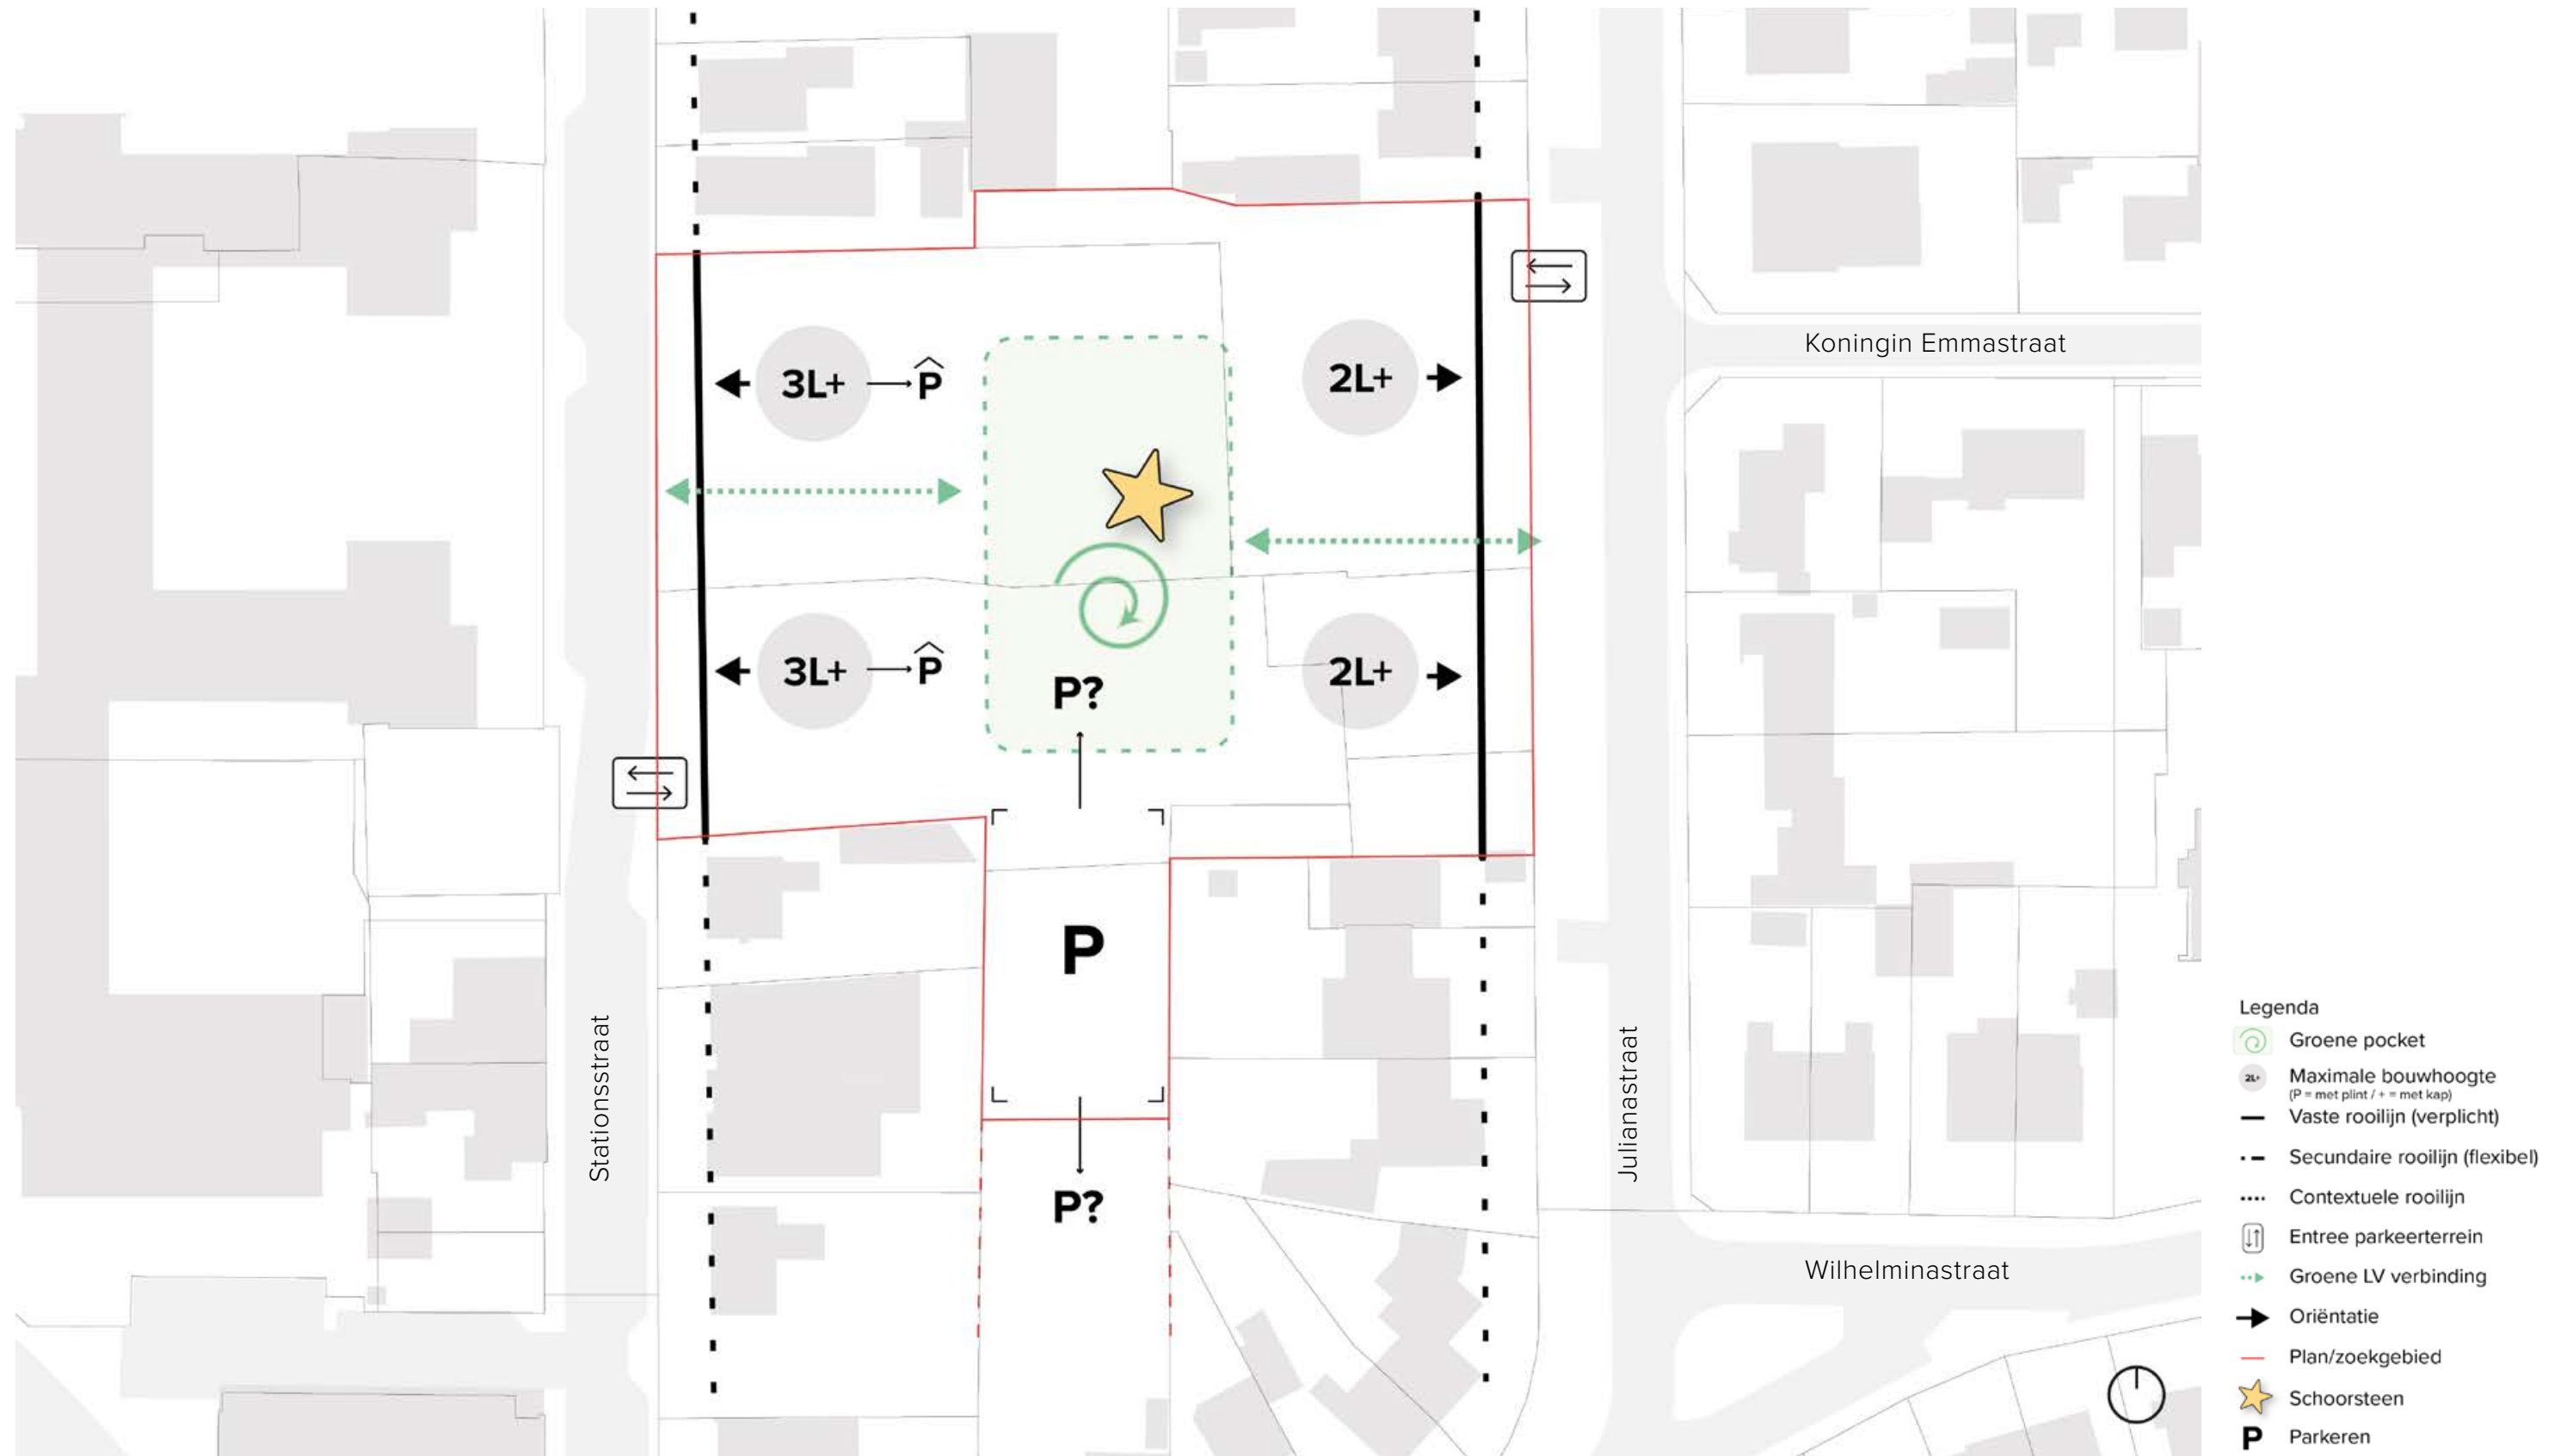 Koningin Emmastraat
3L+ P
2L+
3L+ P
2L+
P?
P
P?
Stationsstraat
Julianastraat
Wilhelminastraat
Legenda
Groene pocket
2L+ Maximale bouwhoogte
(P = met plint / + = met kap)
Vaste rooilijn (verplicht)
Secundaire rooilijn (flexibel)
Contextuele rooilijn
Entree parkeerterrein
Groene LV verbinding
Oriëntatie
Plan/zoekgebied
Schoorsteen
P Parkeren